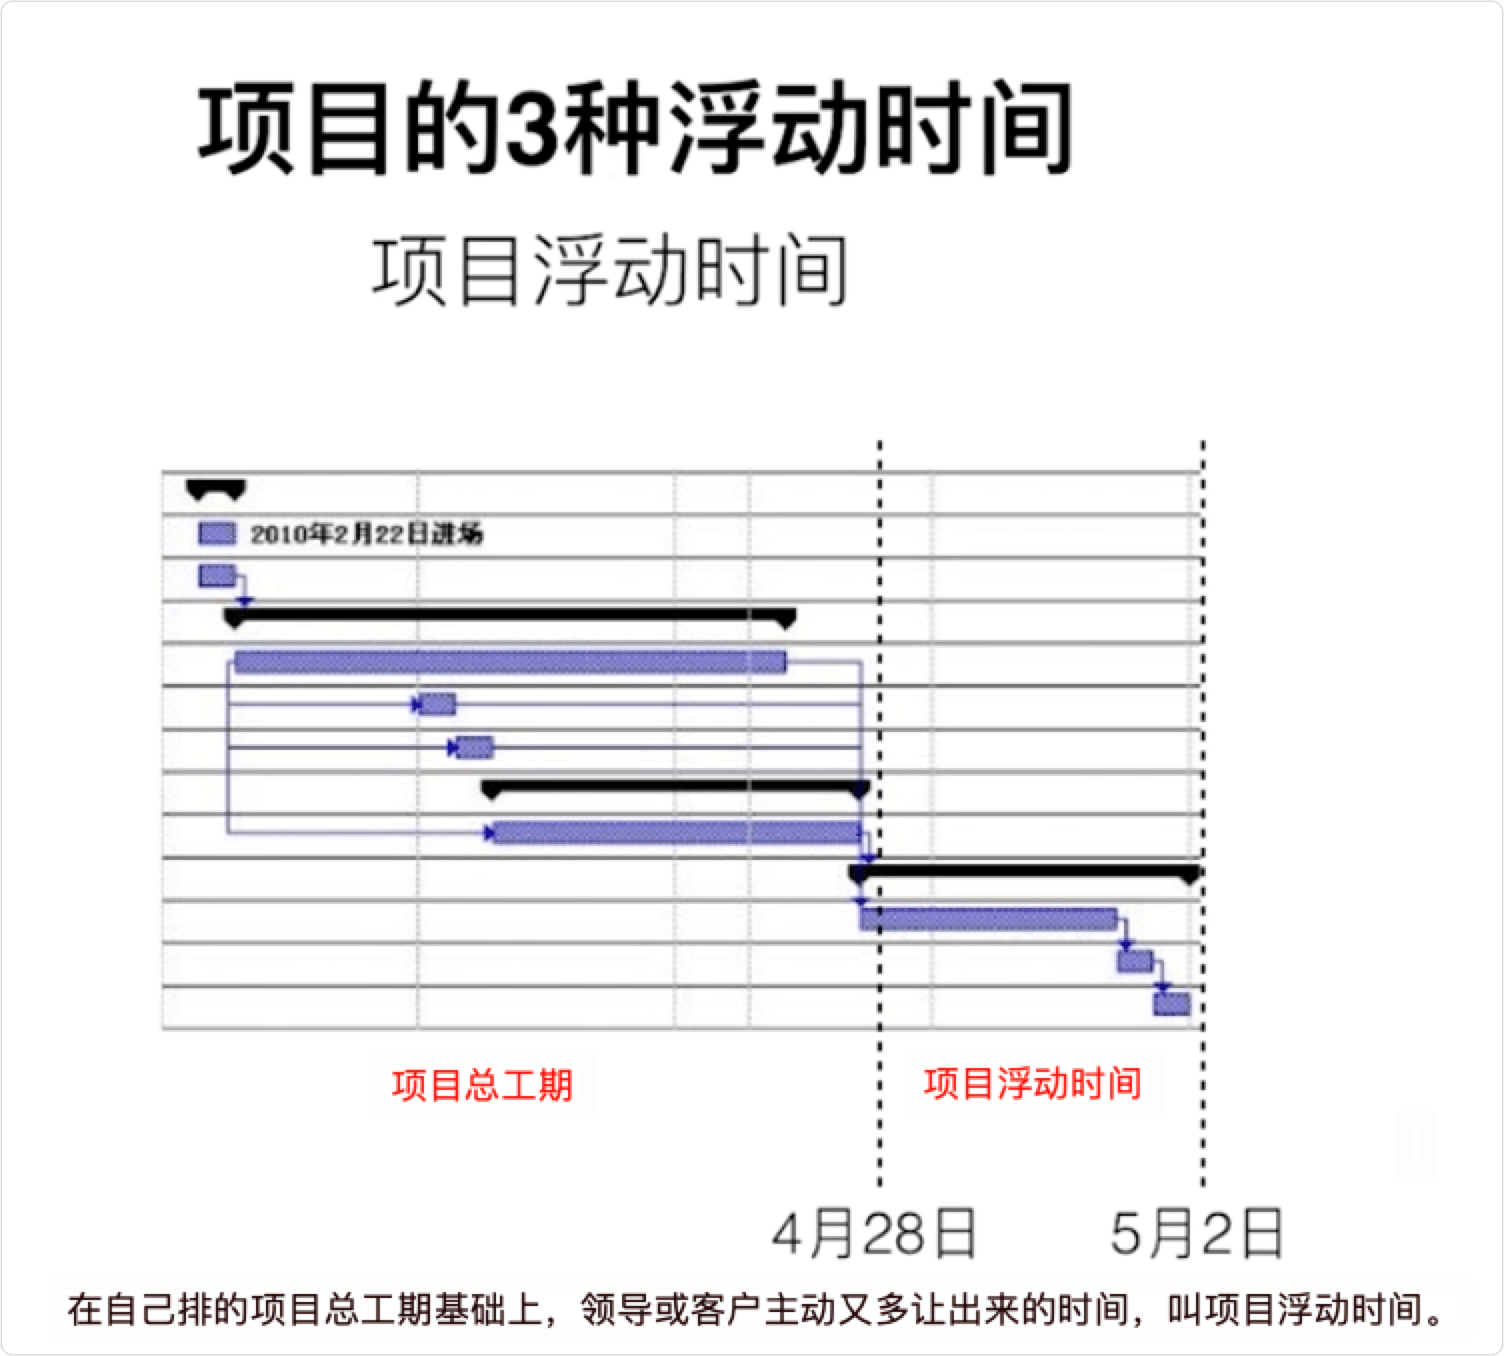 项目的3种浮动时间
项目浮动时间
2010年2月22日进场
项目总工期
项目浮动时间
4月28日
5月2日
在自己排的项目总工期基础上，领导或客户主动又多让出来的时间，叫项目浮动时间。